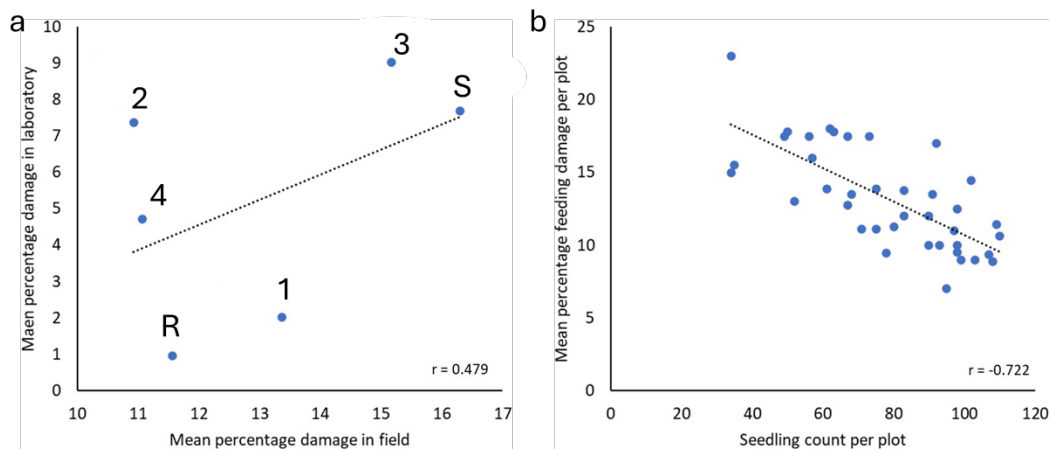 a
10
9
8
7
6
5
4
3
2
1
0
Maen percentage damage in laboratory
2
4
R
1
3
S
r = 0.479
10 11 12 13 14 15 16 17
Mean percentage damage in field
b
25
20
15
10
5
0
Mean percentage feeding damage per plot
r = -0.722
0 20 40 60 80 100 120
Seedling count per plot